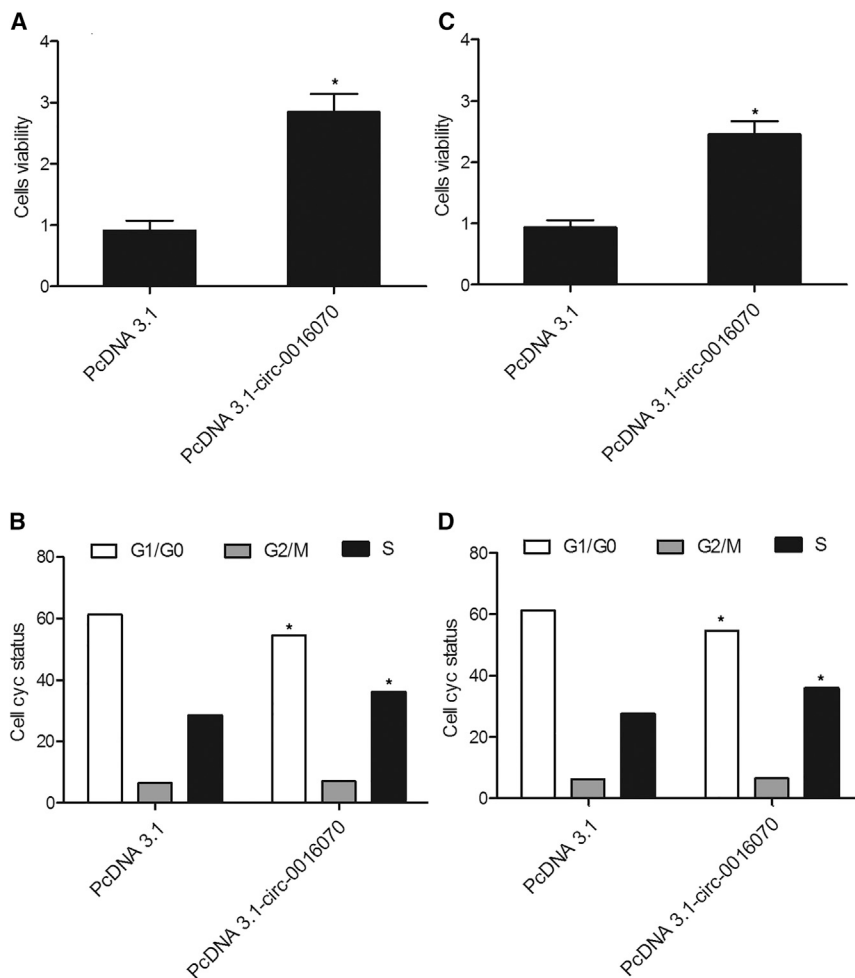 A
Cells viability
4
3
2
1
0
*
PcDNA 3.1
PcDNA 3.1-circ-0016070
C
Cells viability
4
3
2
1
0
*
PcDNA 3.1
PcDNA 3.1-circ-0016070
B
G1/G0 G2/M S
Cell cyc status
80
60
40
20
0
*
*
PcDNA 3.1
PcDNA 3.1-circ-0016070
D
G1/G0 G2/M S
Cell cyc status
80
60
40
20
0
*
*
PcDNA 3.1
PcDNA 3.1-circ-0016070